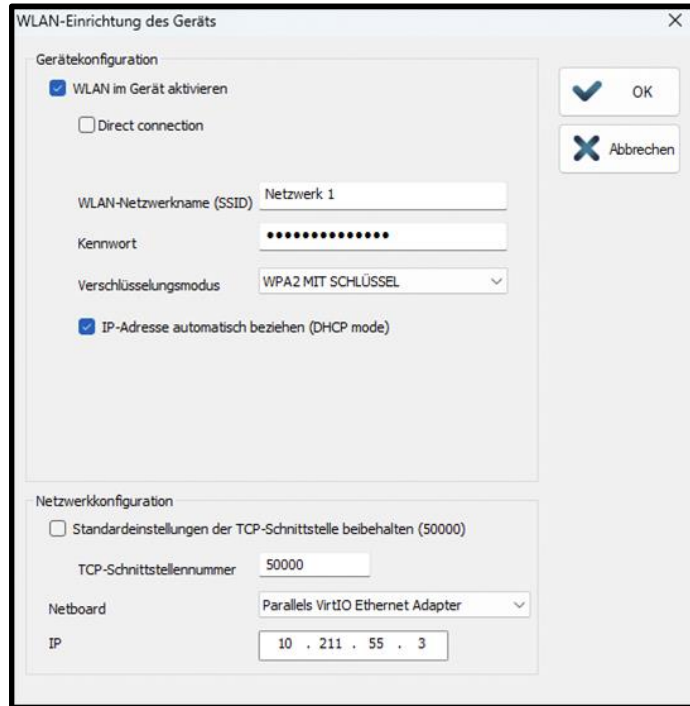 WLAN-Einrichtung des Geräts
Gerätekonfiguration
WLAN im Gerät aktivieren
OK
Direct connection
Abbrechen
WLAN-Netzwerkname (SSID) Netzwerk 1
Kennwort ••••••••••••••
Verschlüsselungsmodus WPA2 MIT SCHLÜSSEL
IP-Adresse automatisch beziehen (DHCP mode)
Netzwerkkonfiguration
Standardeinstellungen der TCP-Schnittstelle beibehalten (50000)
TCP-Schnittstellennummer 50000
Netboard Parallels VirtIO Ethernet Adapter
IP 10 . 211 . 55 . 3